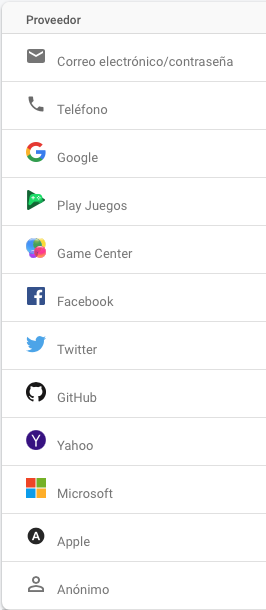 Proveedor
Correo electrónico/contraseña
Teléfono
Google
Play Juegos
Game Center
Facebook
Twitter
GitHub
Yahoo
Microsoft
Apple
Anónimo